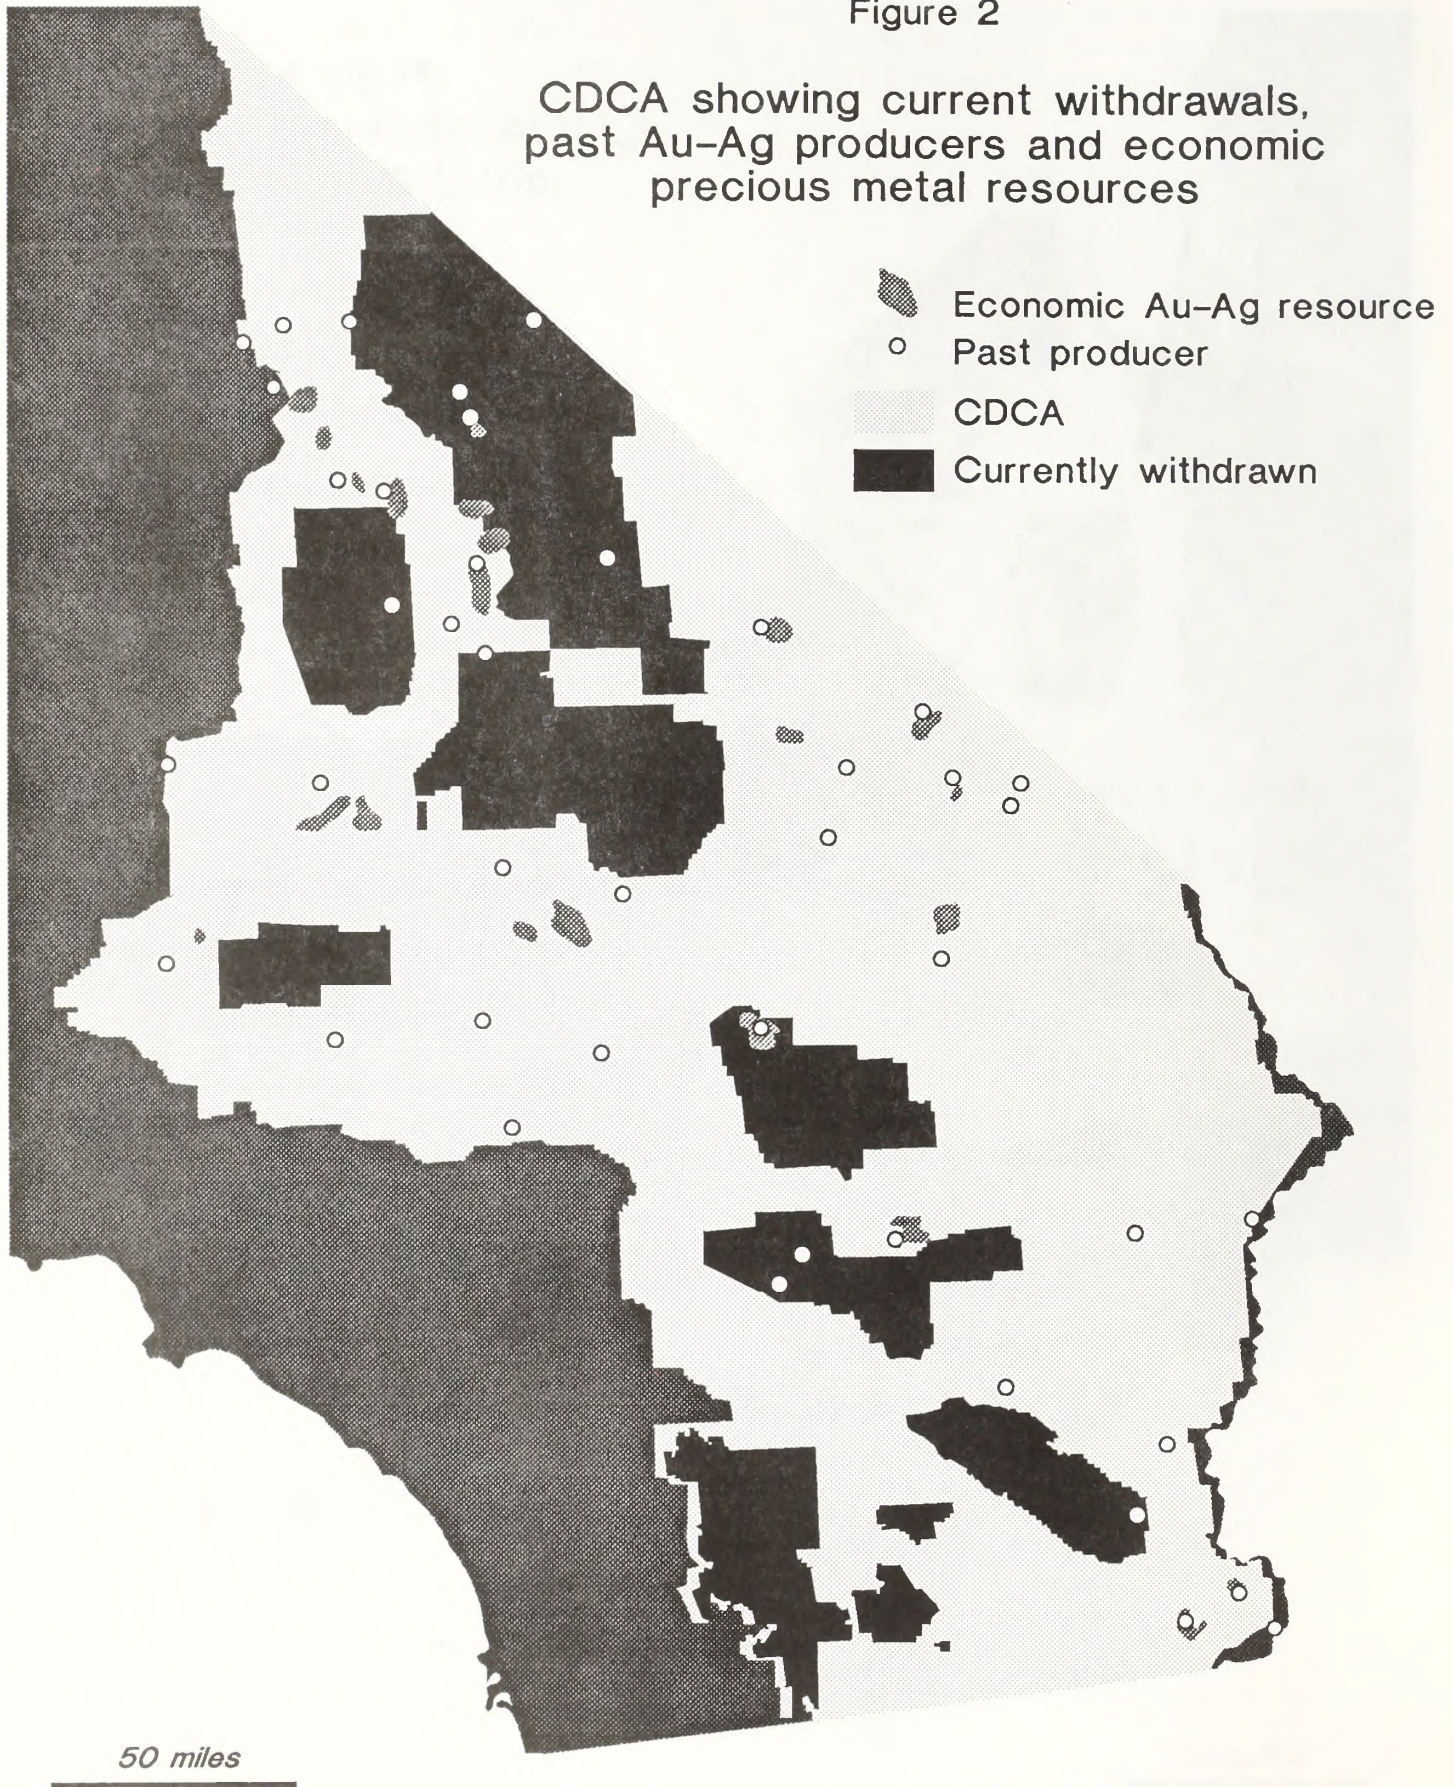 Figure 2
CDCA showing current withdrawals,
past Au–Ag producers and economic
precious metal resources
Economic Au–Ag resource
Past producer
CDCA
Currently withdrawn
50 miles